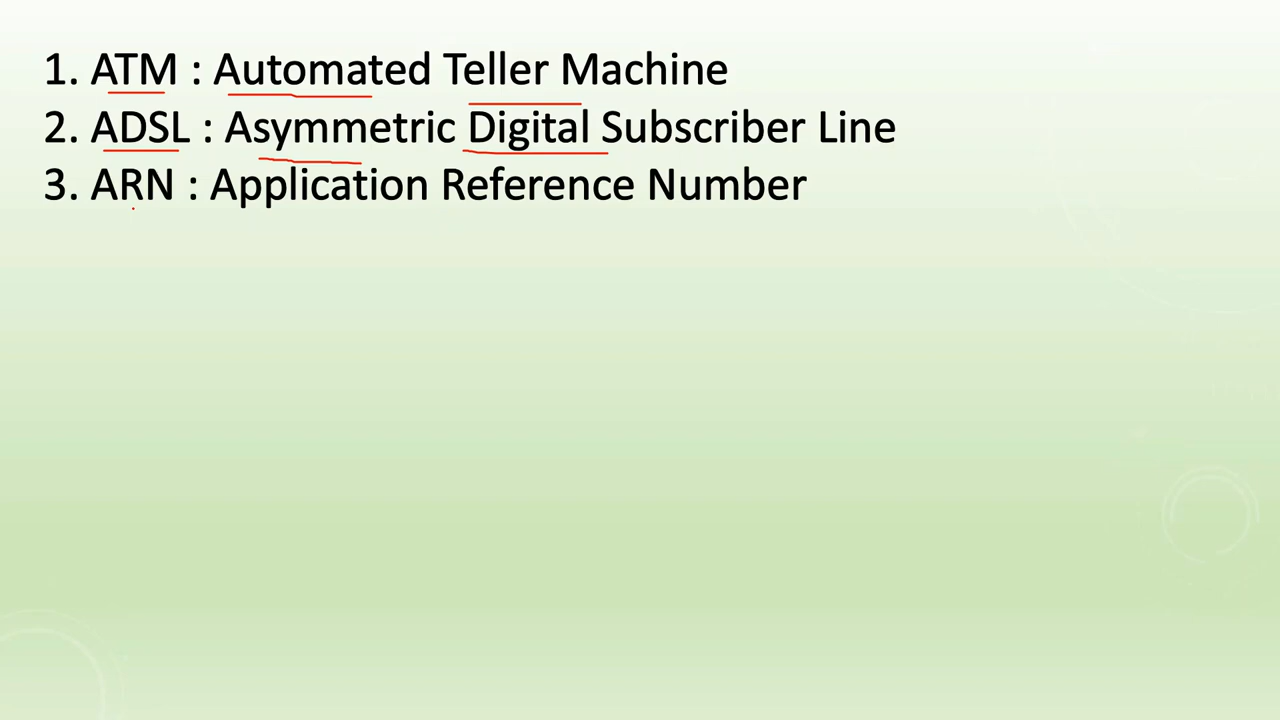 1. ATM : Automated Teller Machine
2. ADSL : Asymmetric Digital Subscriber Line
3. ARN : Application Reference Number